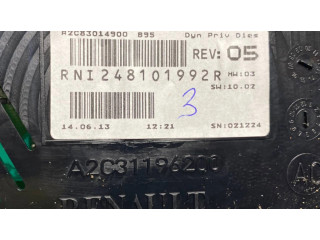 A2C83014900 895 Dyn Priv Dies
REV: 05
RNI248101992R HW:03
SW:10.02
3
14.06.13 12:21 SN:021224
A2C31196200
RENAULT